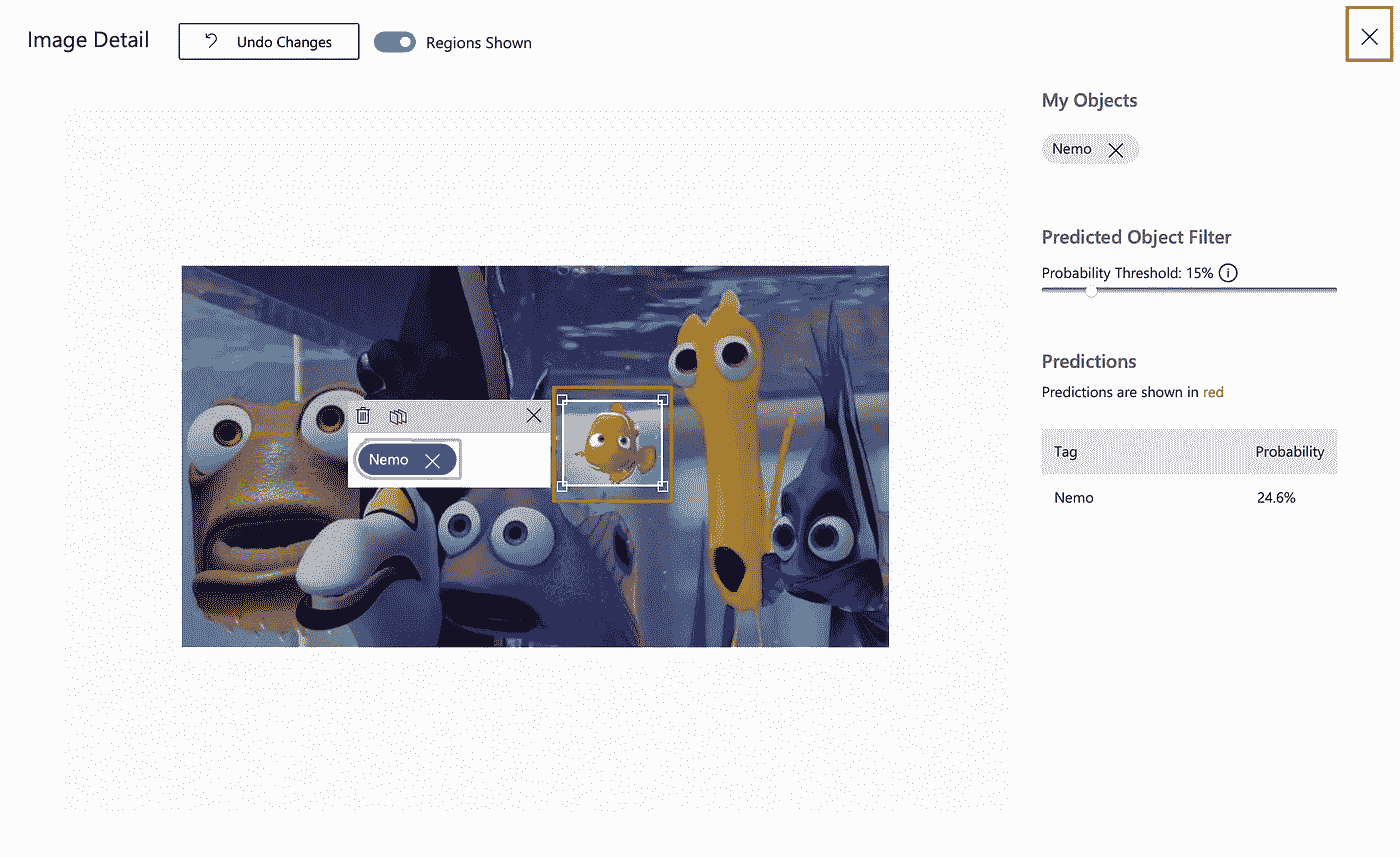 Image Detail
Undo Changes
Regions Shown
My Objects
Nemo
Predicted Object Filter
Probability Threshold: 15%
Predictions
Predictions are shown in red
Tag Probability
Nemo 24.6%
Nemo